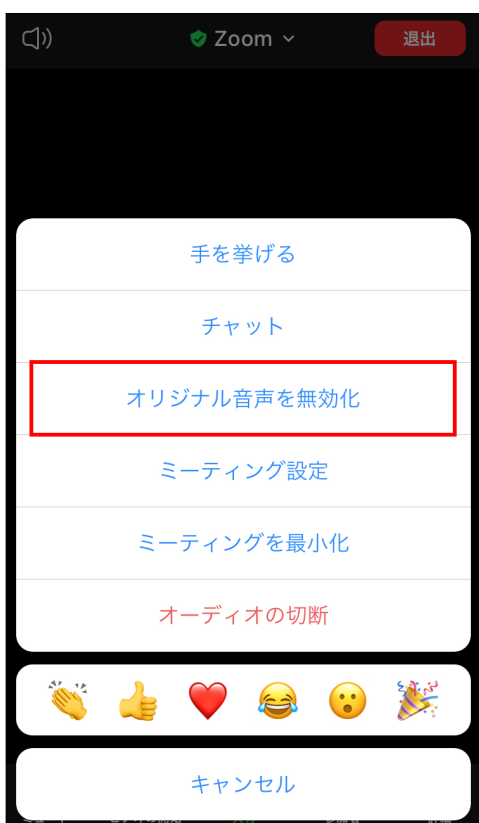 Zoom
退出
手を挙げる
チャット
オリジナル音声を無効化
ミーティング設定
ミーティングを最小化
オーディオの切断
キャンセル